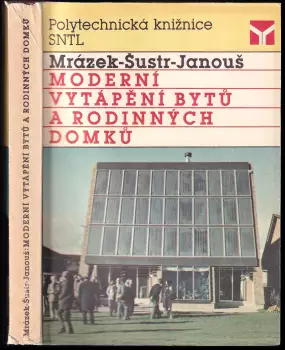 Polytechnická knižnice
SNTL
Mrázek-Šustr-Janouš
MODERNÍ
VYTÁPĚNÍ BYTŮ
A RODINNÝCH
DOMKŮ
Mrázek-Šustr-Janouš: MODERNÍ VYTÁPĚNÍ BYTŮ A RODINNÝCH DOMKŮ